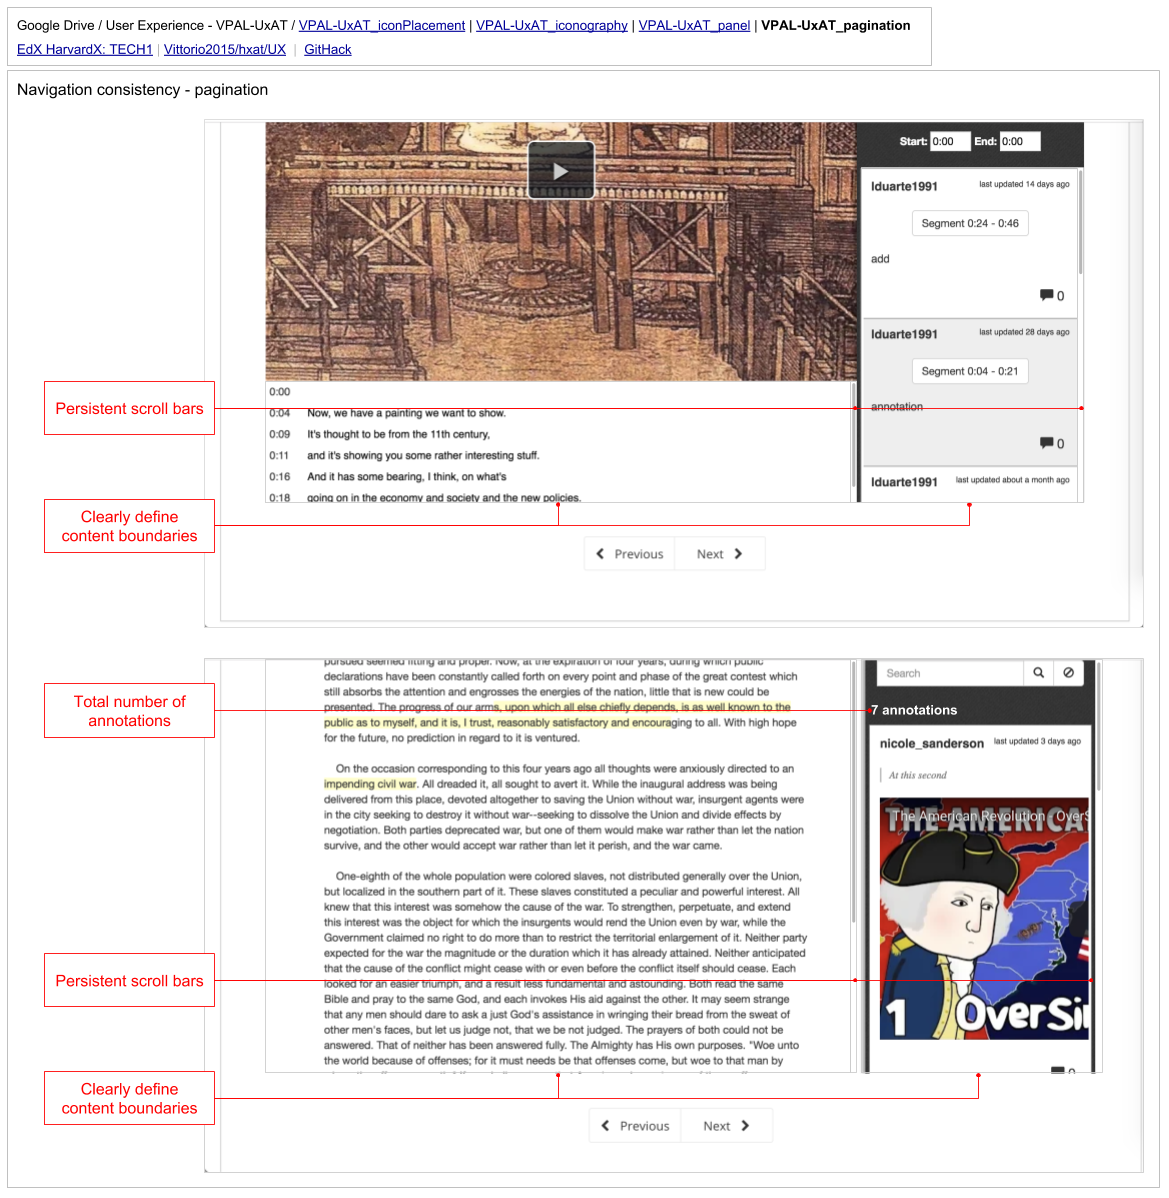 Google Drive / User Experience - VPAL-UxAT / VPAL-UxAT_iconPlacement | VPAL-UxAT_iconography | VPAL-UxAT_panel | VPAL-UxAT_pagination
EdX HarvardX: TECH1 | Vittorio2015/hxat/UX | GitHack
Navigation consistency - pagination
Start: 0:00 End: 0:00
lduarte1991 last updated 14 days ago
Segment 0:24 - 0:46
add
0
lduarte1991 last updated 28 days ago
Segment 0:04 - 0:21
annotation
0
lduarte1991 last updated about a month ago
0:00
0:04 Now, we have a painting we want to show.
0:09 It's thought to be from the 11th century,
0:11 and it's showing you some rather interesting stuff.
0:16 And it has some bearing, I think, on what's
0:18 going on in the economy and society and the new policies.
Persistent scroll bars
Clearly define
content boundaries
Previous Next
pursued seemed fitting and proper. Now, at the expiration of four years, during which public
declarations have been constantly called forth on every point and phase of the great contest which
still absorbs the attention and engrosses the energies of the nation, little that is new could be
presented. The progress of our arms, upon which all else chiefly depends, is as well known to the
public as to myself, and it is, I trust, reasonably satisfactory and encouraging to all. With high hope
for the future, no prediction in regard to it is ventured.
On the occasion corresponding to this four years ago all thoughts were anxiously directed to an
impending civil war. All dreaded it, all sought to avert it. While the inaugural address was being
delivered from this place, devoted altogether to saving the Union without war, insurgent agents were
in the city seeking to destroy it without war--seeking to dissolve the Union and divide effects by
negotiation. Both parties deprecated war, but one of them would make war rather than let the nation
survive, and the other would accept war rather than let it perish, and the war came.
One-eighth of the whole population were colored slaves, not distributed generally over the Union,
but localized in the southern part of it. These slaves constituted a peculiar and powerful interest. All
knew that this interest was somehow the cause of the war. To strengthen, perpetuate, and extend
this interest was the object for which the insurgents would rend the Union even by war, while the
Government claimed no right to do more than to restrict the territorial enlargement of it. Neither party
expected for the war the magnitude or the duration which it has already attained. Neither anticipated
that the cause of the conflict might cease with or even before the conflict itself should cease. Each
looked for an easier triumph, and a result less fundamental and astounding. Both read the same
Bible and pray to the same God, and each invokes His aid against the other. It may seem strange
that any men should dare to ask a just God's assistance in wringing their bread from the sweat of
other men's faces, but let us judge not, that we be not judged. The prayers of both could not be
answered. That of neither has been answered fully. The Almighty has His own purposes. "Woe unto
the world because of offenses; for it must needs be that offenses come, but woe to that man by
Search
7 annotations
nicole_sanderson last updated 3 days ago
At this second
THE AMERICA
The American Revolution - OverS
1 OverSi
0
Total number of
annotations
Persistent scroll bars
Clearly define
content boundaries
Previous Next